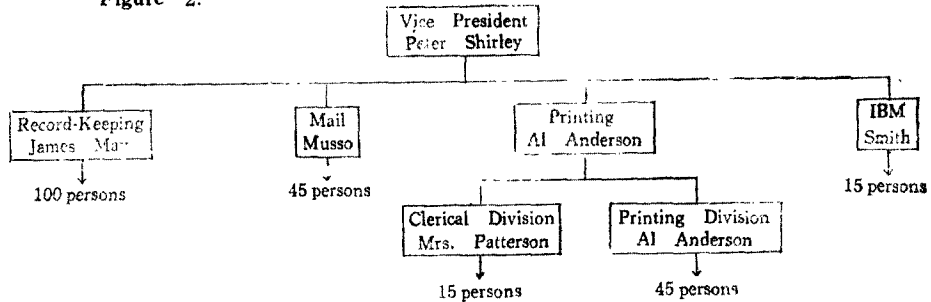 Figure 2.
Vice President
Peter Shirley
Record-Keeping
James
Mail
Musso
Printing
Al Anderson
IBM
Smith
100 persons
45 persons
15 persons
Clerical Division
Mrs. Patterson
Printing Division
Al Anderson
15 persons
45 persons